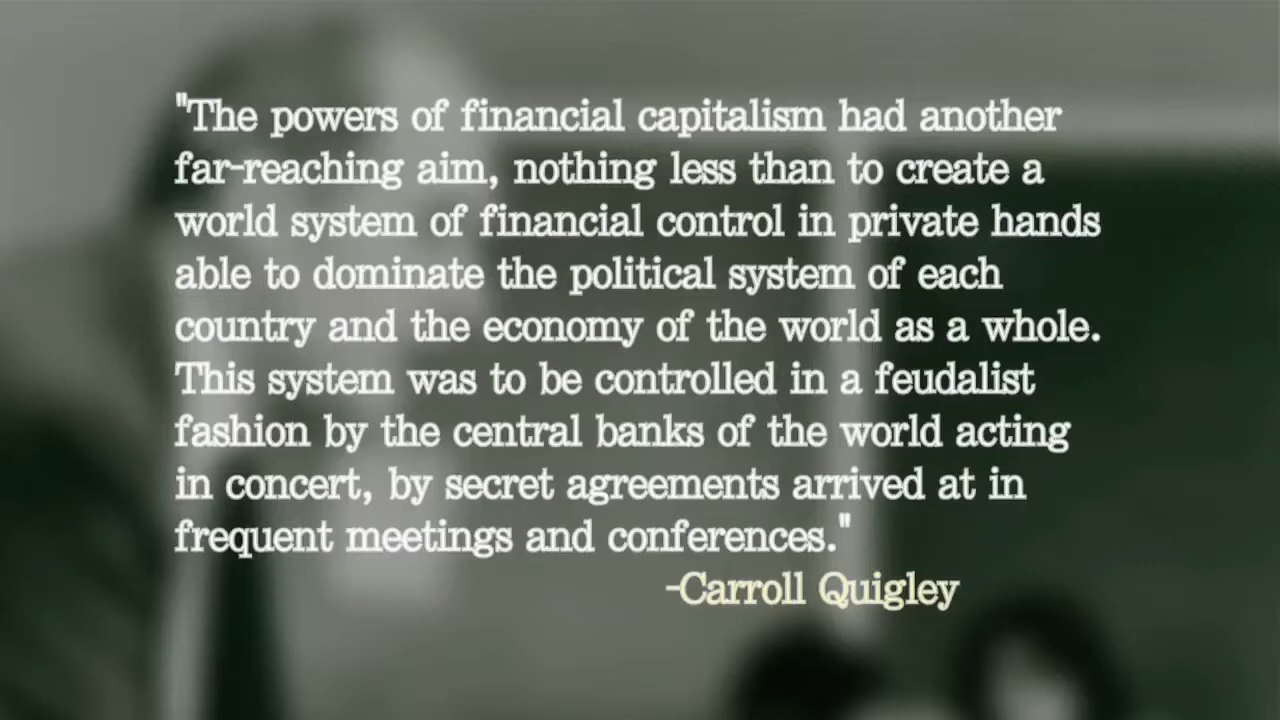 "The powers of financial capitalism had another
far-reaching aim, nothing less than to create a
world system of financial control in private hands
able to dominate the political system of each
country and the economy of the world as a whole.
This system was to be controlled in a feudalist
fashion by the central banks of the world acting
in concert, by secret agreements arrived at in
frequent meetings and conferences."
-Carroll Quigley